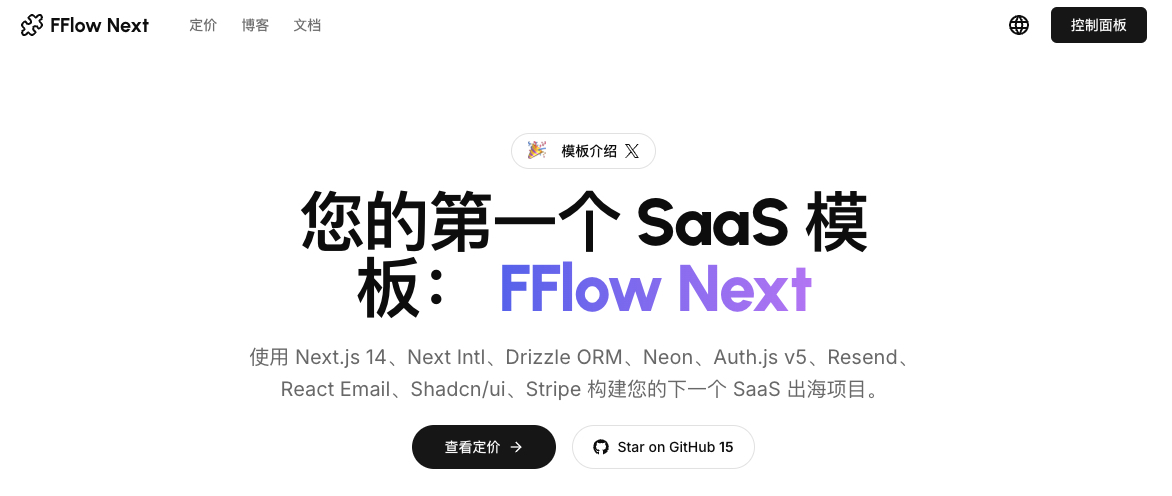 FFlow Next 定价 博客 文档 控制面板
🎉 模板介绍 𝕏
您的第一个 SaaS 模
板： FFlow Next
使用 Next.js 14、Next Intl、Drizzle ORM、Neon、Auth.js v5、Resend、
React Email、Shadcn/ui、Stripe 构建您的下一个 SaaS 出海项目。
查看定价 → Star on GitHub 15